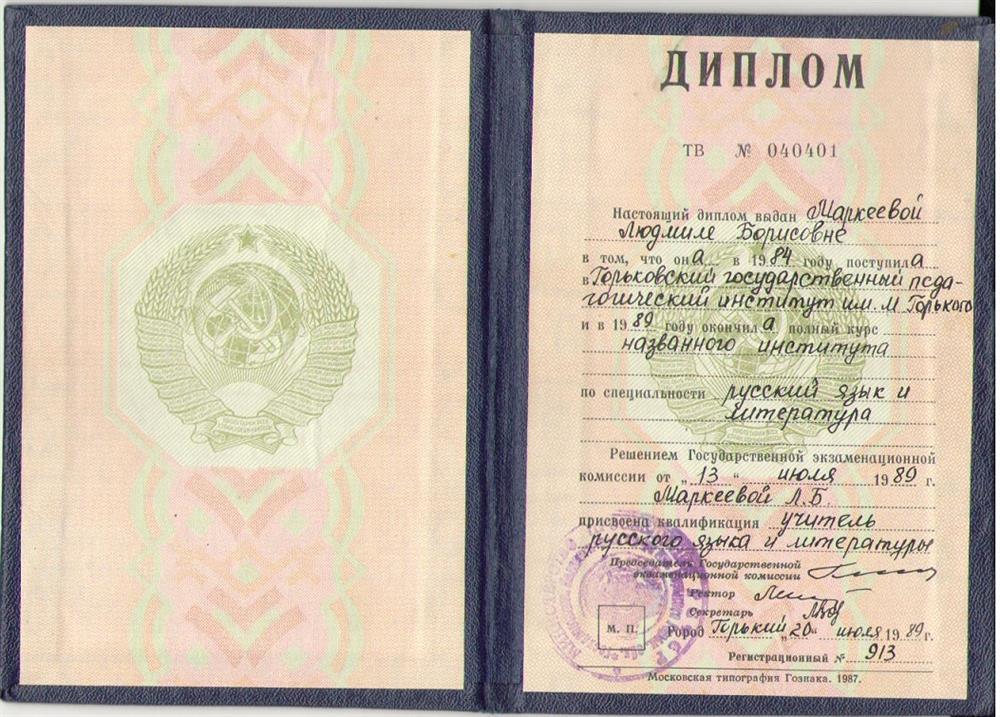 ДИПЛОМ
ТВ № 040401
Настоящий диплом выдан Маркеевой
Людмиле Борисовне
в том, что она в 1984 году поступила
в Горьковский государственный педа-
гогический институт им. М. Горького
и в 1989 году окончила полный курс
названного института
по специальности русский язык и
литература
Решением Государственной экзаменационной
комиссии от „13“ июля 1989 г.
Маркеевой Л.Б.
присвоена квалификация учитель
русского языка и литературы
Председатель Государственной
экзаменационной комиссии
Ректор
Секретарь
М. П.
Город Горький „20“ июля 1989 г.
Регистрационный № 913
Московская типография Гознака. 1987.